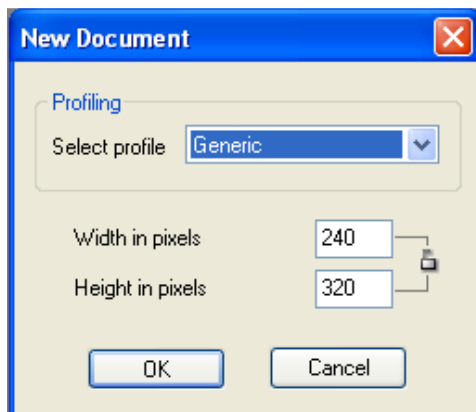 New Document
Profiling
Select profile Generic
Width in pixels 240
Height in pixels 320
OK Cancel